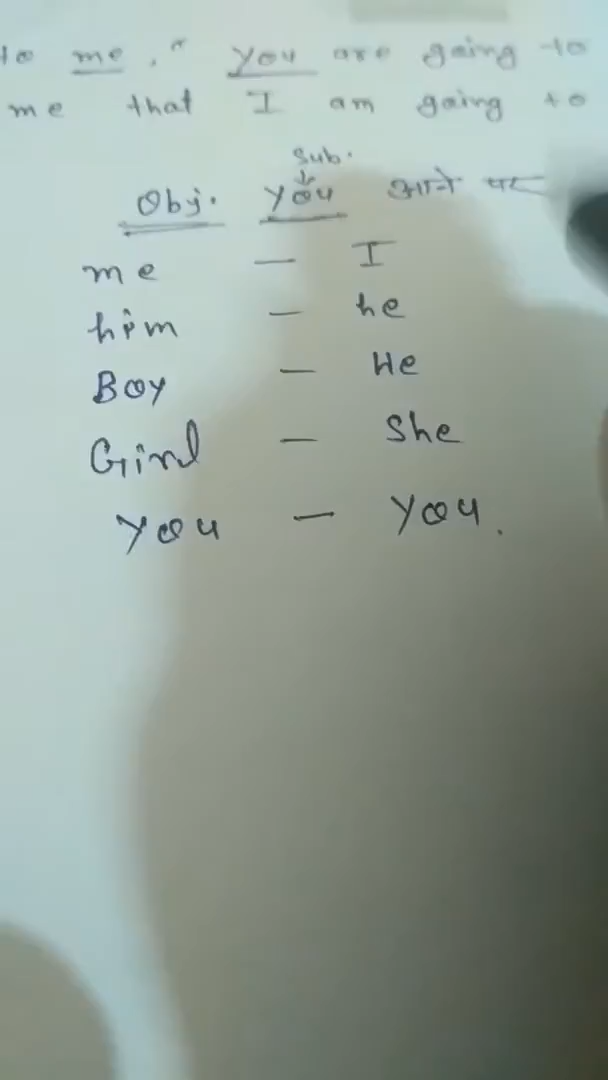 to me, " you are going to
me that I am going to
Sub.
Obj. you आने पर
me — I
him — he
Boy — He
Girl — She
you — you.